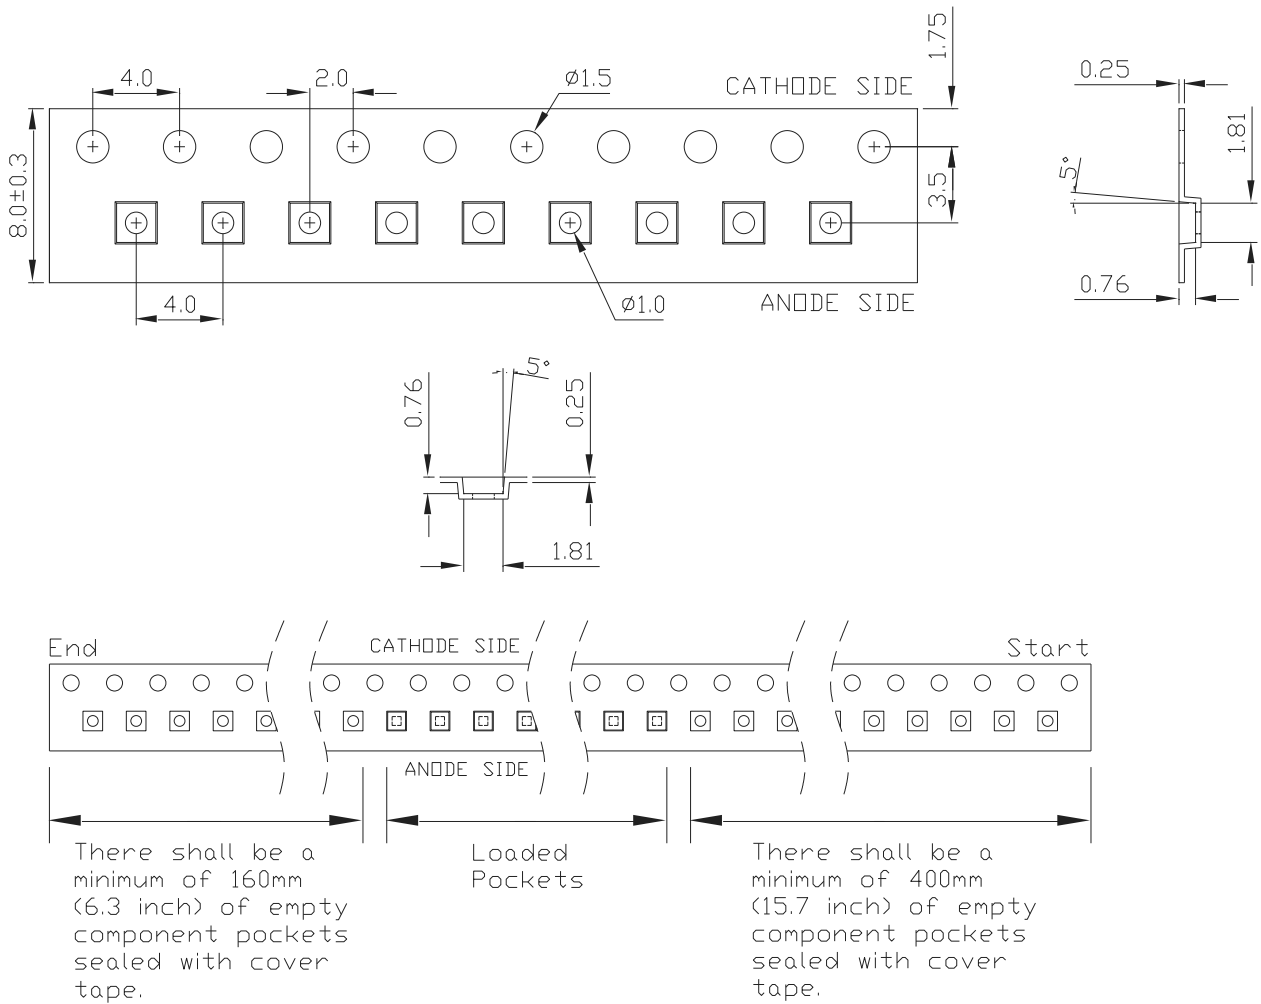 1.75
4.0
2.0
ø1.5
CATHODE SIDE
0.25
1.81
8.0±0.3
3.5
5°
4.0
ø1.0
ANODE SIDE
0.76
5°
0.76
0.25
1.81
End
CATHODE SIDE
Start
ANODE SIDE
There shall be a
minimum of 160mm
(6.3 inch) of empty
component pockets
sealed with cover
tape.
Loaded
Pockets
There shall be a
minimum of 400mm
(15.7 inch) of empty
component pockets
sealed with cover
tape.